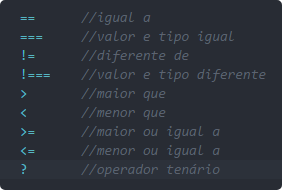 == //igual a
=== //valor e tipo igual
!= //diferente de
!=== //valor e tipo diferente
> //maior que
< //menor que
>= //maior ou igual a
<= //menor ou igual a
? //operador tenário